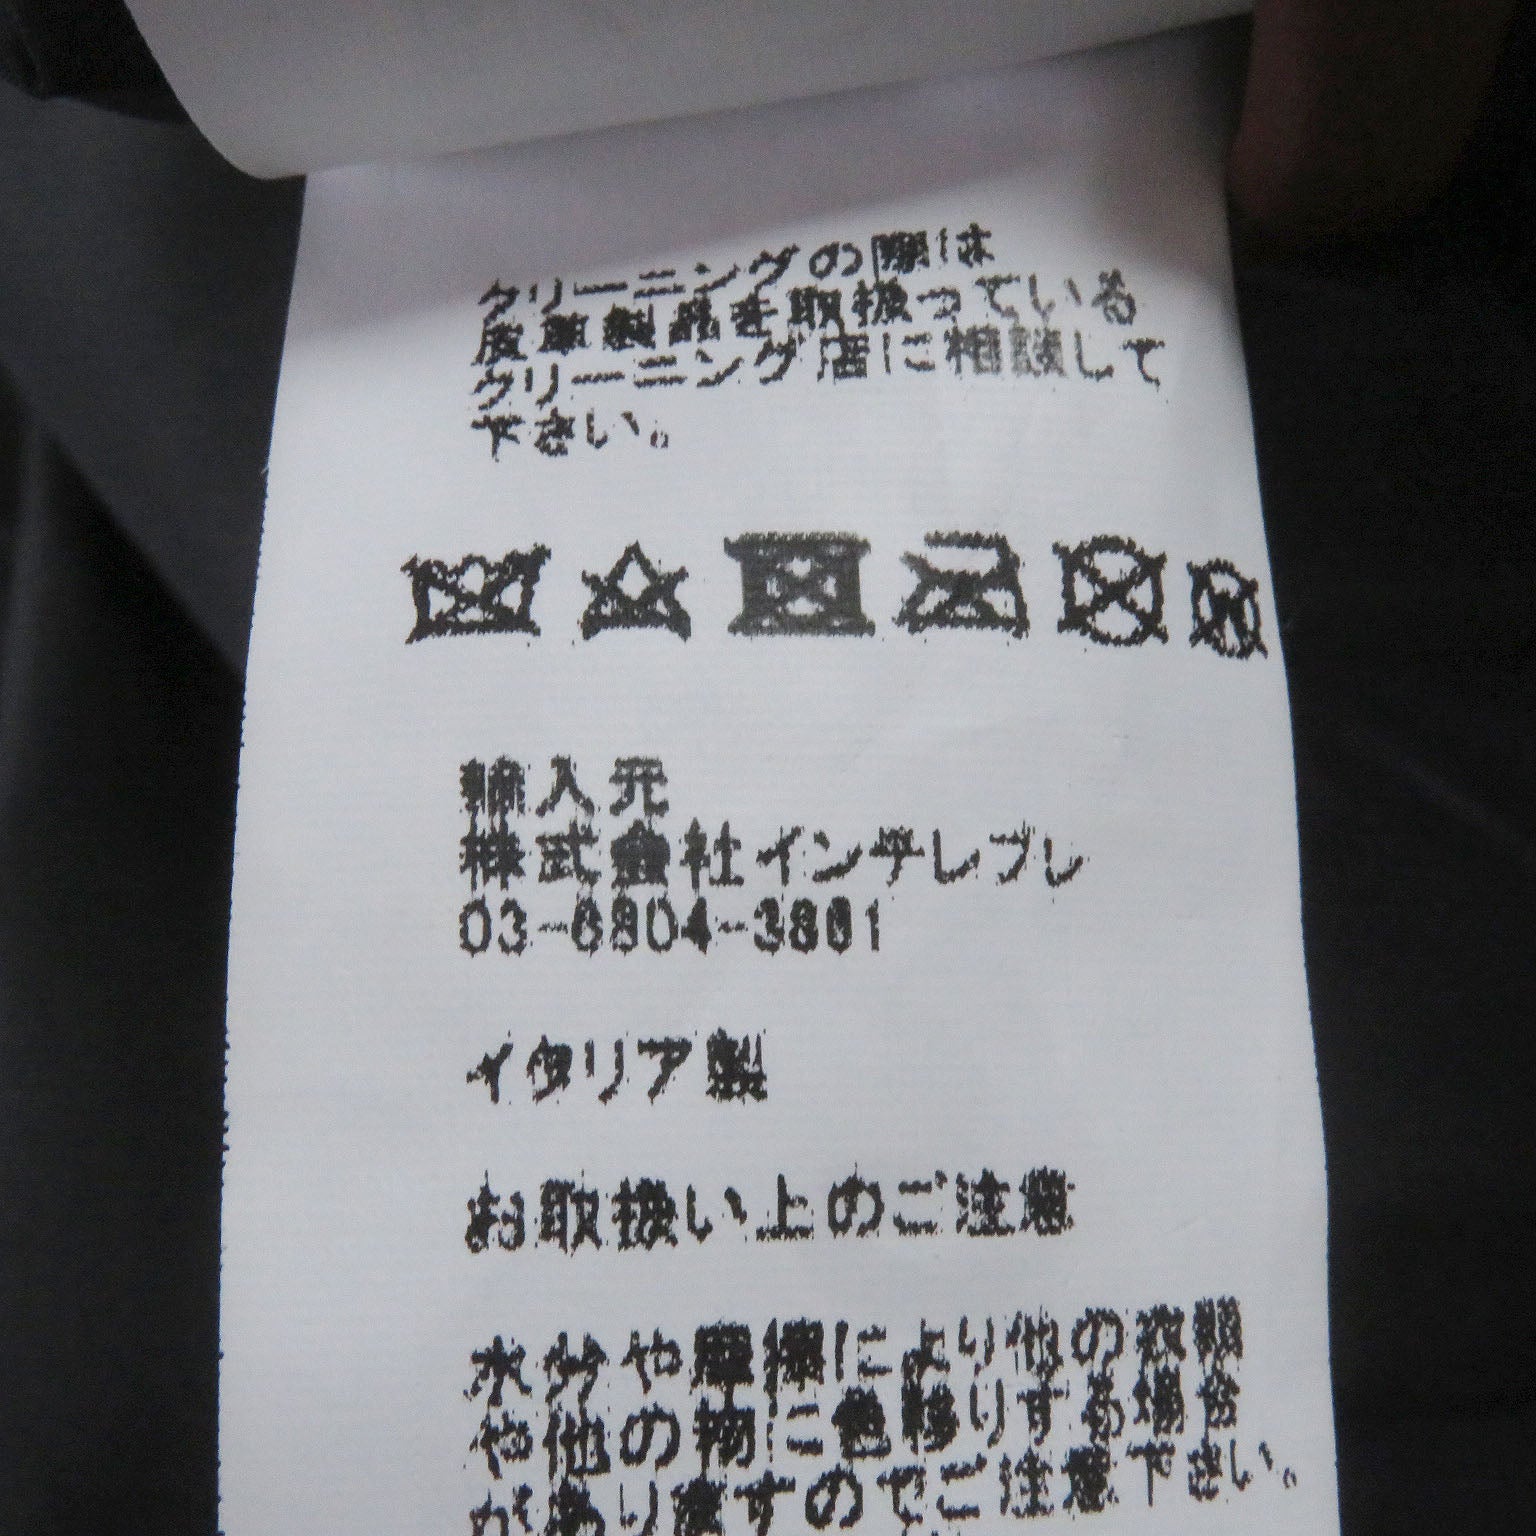 クリーニングの際は
皮革製品を取扱っている
クリーニング店に相談して
下さい。
輸入元
株式会社インテレプレ
03-6804-3861
イタリア製
お取扱い上のご注意
水分や摩擦により他の衣類
や他の物に色移りする場合
がありますのでご注意下さい。